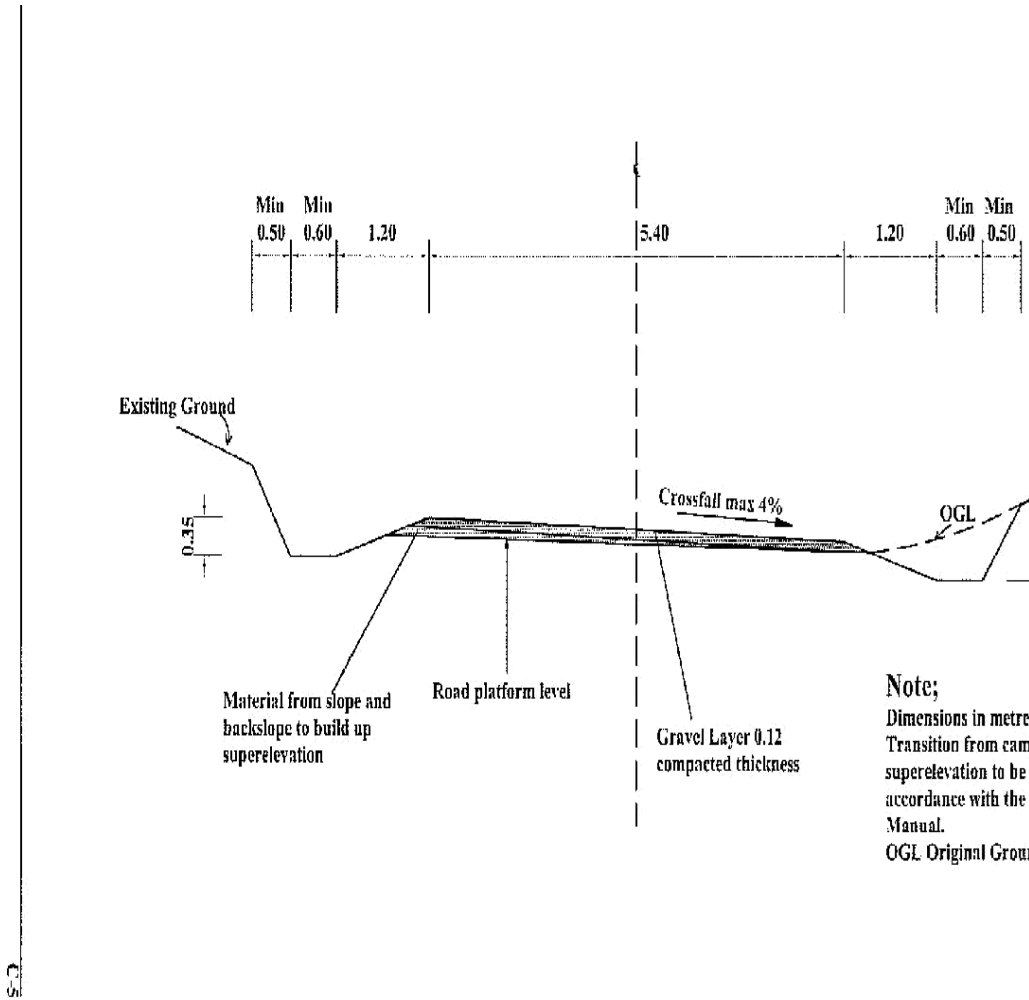 Min Min Min Min
0.50 0.60 1.20 5.40 1.20 0.60 0.50
Existing Ground
Crossfall max 4%
OGL
0.35
Material from slope and
backslope to build up
superelevation
Road platform level
Gravel Layer 0.12
compacted thickness
Note;
Dimensions in metre
Transition from cam
superelevation to be
accordance with the
Manual.
OGL Original Groun
C-5